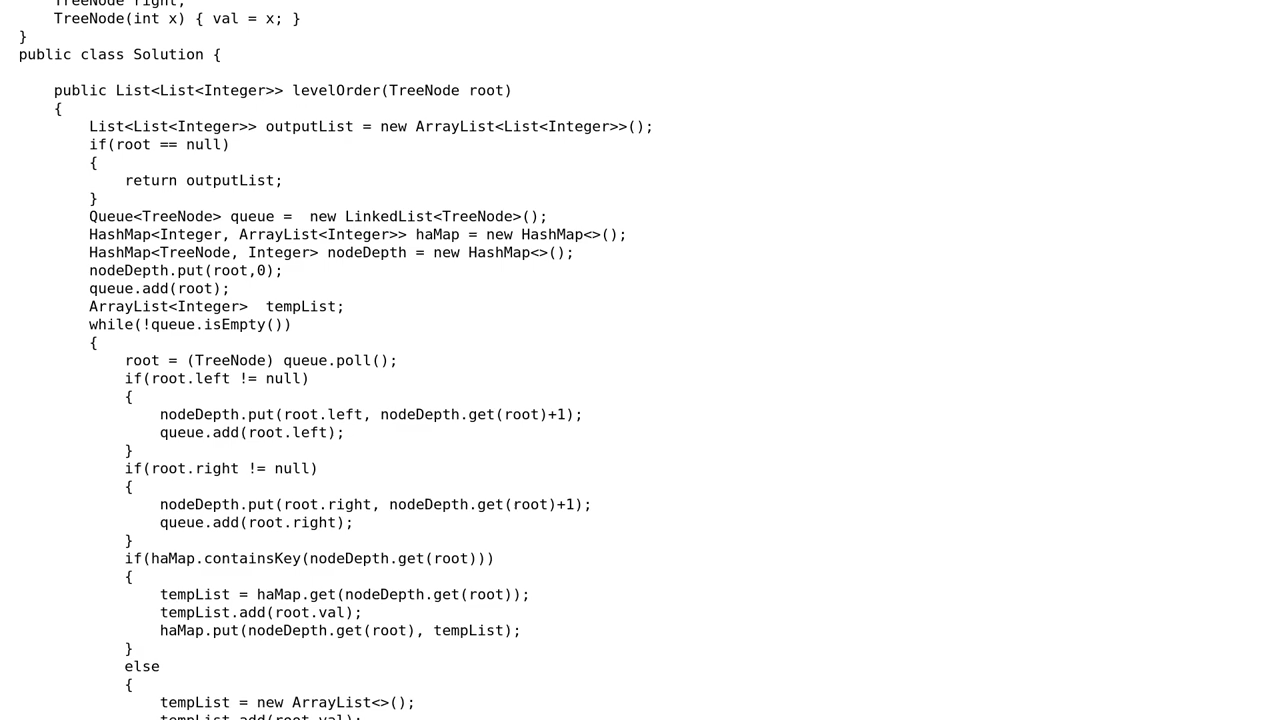 TreeNode right;
    TreeNode(int x) { val = x; }
}
public class Solution {

    public List<List<Integer>> levelOrder(TreeNode root)
    {
        List<List<Integer>> outputList = new ArrayList<List<Integer>>();
        if(root == null)
        {
            return outputList;
        }
        Queue<TreeNode> queue =  new LinkedList<TreeNode>();
        HashMap<Integer, ArrayList<Integer>> haMap = new HashMap<>();
        HashMap<TreeNode, Integer> nodeDepth = new HashMap<>();
        nodeDepth.put(root,0);
        queue.add(root);
        ArrayList<Integer>  tempList;
        while(!queue.isEmpty())
        {
            root = (TreeNode) queue.poll();
            if(root.left != null)
            {
                nodeDepth.put(root.left, nodeDepth.get(root)+1);
                queue.add(root.left);
            }
            if(root.right != null)
            {
                nodeDepth.put(root.right, nodeDepth.get(root)+1);
                queue.add(root.right);
            }
            if(haMap.containsKey(nodeDepth.get(root)))
            {
                tempList = haMap.get(nodeDepth.get(root));
                tempList.add(root.val);
                haMap.put(nodeDepth.get(root), tempList);
            }
            else
            {
                tempList = new ArrayList<>();
                tempList.add(root.val);